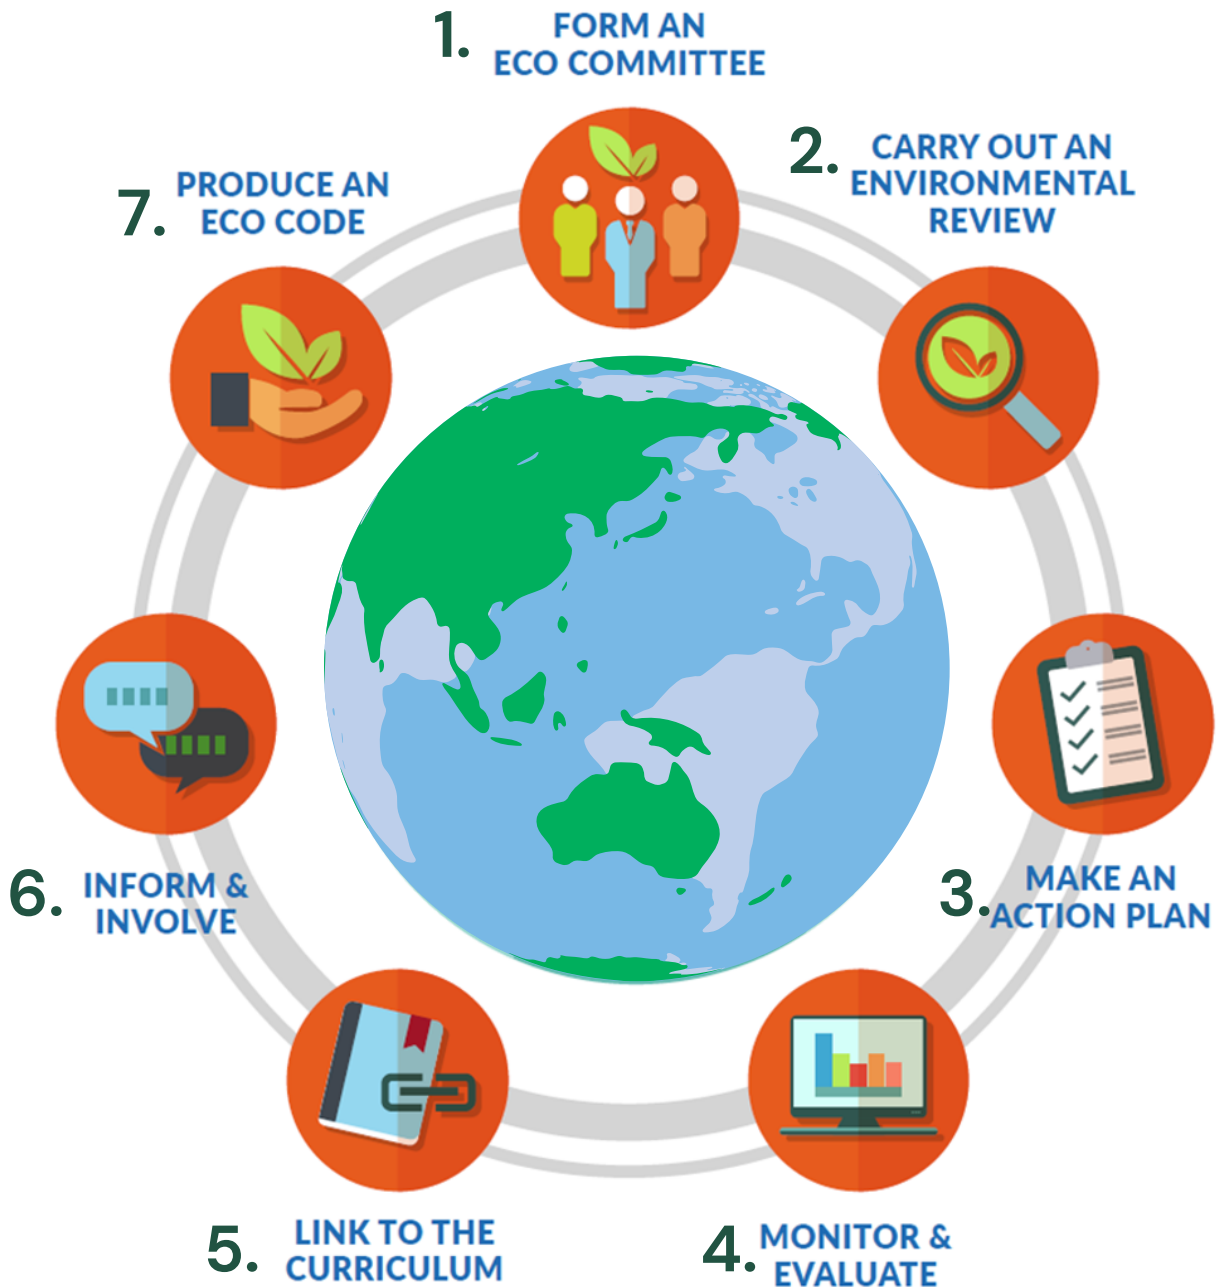 1. FORM AN
ECO COMMITTEE
2. CARRY OUT AN
ENVIRONMENTAL
REVIEW
3. MAKE AN
ACTION PLAN
4. MONITOR &
EVALUATE
5. LINK TO THE
CURRICULUM
6. INFORM &
INVOLVE
7. PRODUCE AN
ECO CODE